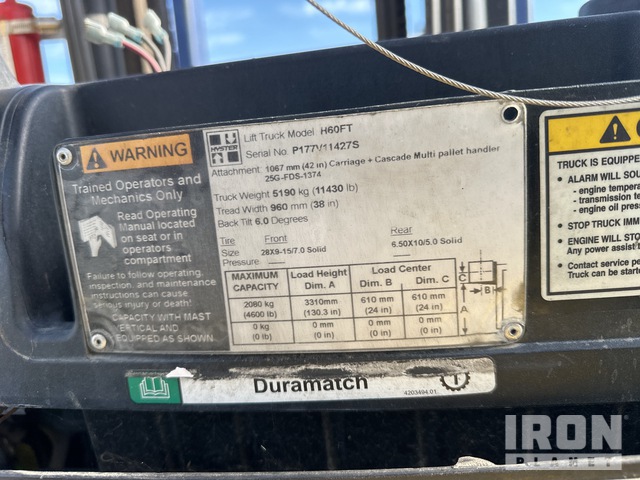 WARNING
Trained Operators and
Mechanics Only
Read Operating
Manual located
on seat or in
operators
compartment
Failure to follow operating,
inspection, and maintenance
instructions can cause
serious injury or death!
CAPACITY WITH MAST
VERTICAL AND
EQUIPPED AS SHOWN
HYSTER
Lift Truck Model H60FT
Serial No. P177V11427S
Attachment: 1067 mm (42 in) Carriage + Cascade Multi pallet handler
25G-FDS-1374
Truck Weight 5190 kg (11430 lb)
Tread Width 960 mm (38 in)
Back Tilt 6.0 Degrees
Tire Front Rear
Size 28X9-15/7.0 Solid 6.50X10/5.0 Solid
Pressure
MAXIMUM CAPACITY Load Height Dim. A Load Center Dim. B Dim. C
2080 kg (4600 lb) 3310mm (130.3 in) 610 mm (24 in) 610 mm (24 in)
0 kg (0 lb) 0 mm (0 in) 0 mm (0 in) 0 mm (0 in)
C
B
A
Duramatch
4203494 01
TRUCK IS EQUIPPED
• ALARM WILL SOU
- engine tempera
- transmission te
- engine oil press
• STOP TRUCK IMM
• ENGINE WILL STO
Any power assist
• Contact service pe
Truck can be start
IRON
PLANET